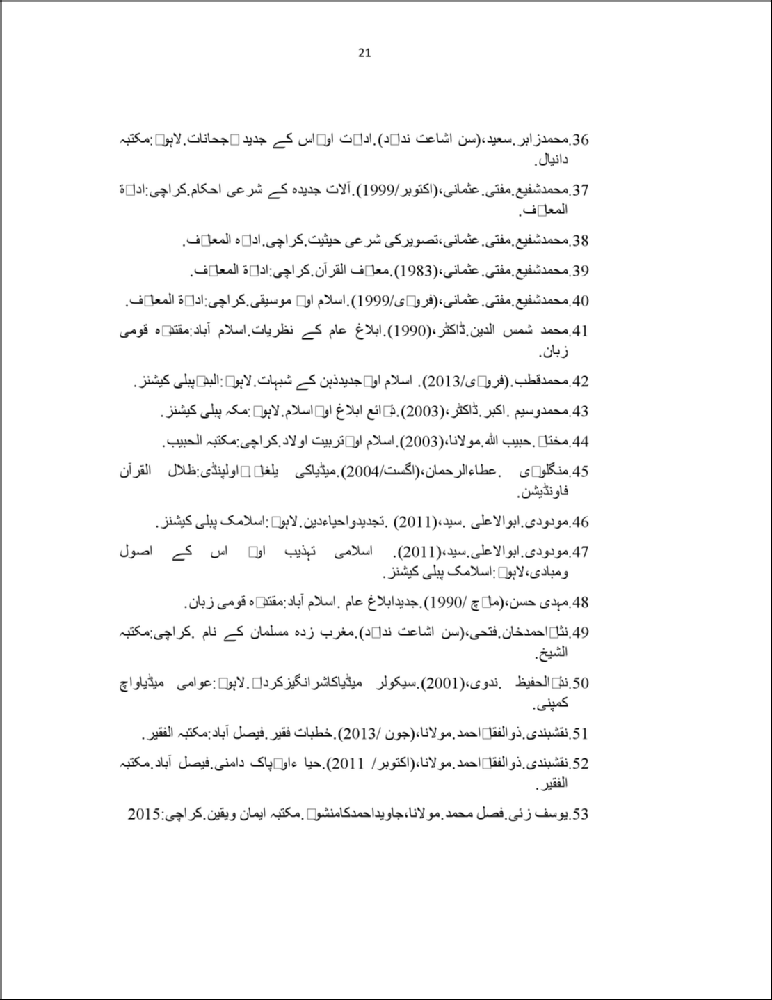 21
36.محمدزابر.سعید،(سن اشاعت ندا□د).ادا□ت او□اس کے جدید □جحانات.لاہو□:مکتبہ
دانیال.
37.محمدشفیع.مفتی.عثمانی،(اکتوبر/1999).آلات جدیدہ کے شرعی احکام.کراچی:ادا□ة
المعا□ف.
38.محمدشفیع.مفتی.عثمانی،تصویرکی شرعی حیثیت.کراچی.ادا□ہ المعا□ف.
39.محمدشفیع.مفتی.عثمانی،(1983).معا□ف القرآن.کراچی:ادا□ة المعا□ف.
40.محمدشفیع.مفتی.عثمانی،(فرو□ی/1999).اسلام او□ موسیقی.کراچی:ادا□ة المعا□ف.
41.محمد شمس الدین.ڈاکٹر،(1990).ابلاغ عام کے نظریات.اسلام آباد:مقتد□ہ قومی
زبان.
42.محمدقطب.(فرو□ی/2013). اسلام او□جدیدذہن کے شبہات.لاہو□:البد□پبلی کیشنز.
43.محمدوسیم .اکبر.ڈاکٹر،(2003).ذ□ائع ابلاغ او□اسلام.لاہو□:مکہ پبلی کیشنز.
44.مختا□.حبیب اللہ.مولانا،(2003).اسلام او□تربیت اولاد.کراچی:مکتبہ الحبیب.
45.منگلو□ی .عطاءالرحمان،(اگست/2004).میڈیاکی یلغا□.□اولپنڈی:ظلال القرآن
فاونڈیشن.
46.مودودی.ابوالاعلی .سید،(2011) .تجدیدواحیاءدین.لاہو□:اسلامک پبلی کیشنز.
47.مودودی.ابوالاعلی.سید،(2011). اسلامی تہذیب او□ اس کے اصول
ومبادی،لاہو□:اسلامک پبلی کیشنز.
48.مہدی حسن،(ما□چ /1990).جدیدابلاغ عام .اسلام آباد:مقتد□ہ قومی زبان.
49.نثا□احمدخان.فتحی،(سن اشاعت ندا□د).مغرب زدہ مسلمان کے نام .کراچی:مکتبہ
الشیخ.
50.نذ□الحفیظ .ندوی،(2001).سیکولر میڈیاکاشرانگیزکردا□.لاہو□:عوامی میڈیاواچ
کمپنی.
51.نقشبندی.ذوالفقا□احمد.مولانا،(جون /2013).خطبات فقیر.فیصل آباد:مکتبہ الفقیر.
52.نقشبندی.ذوالفقا□احمد.مولانا،(اکتوبر/ 2011).حیا ءاو□پاک دامنی.فیصل آباد.مکتبہ
الفقیر.
53.یوسف زئی.فصل محمد.مولانا،جاویداحمدکامنشو□.مکتبہ ایمان ویقین.کراچی:2015